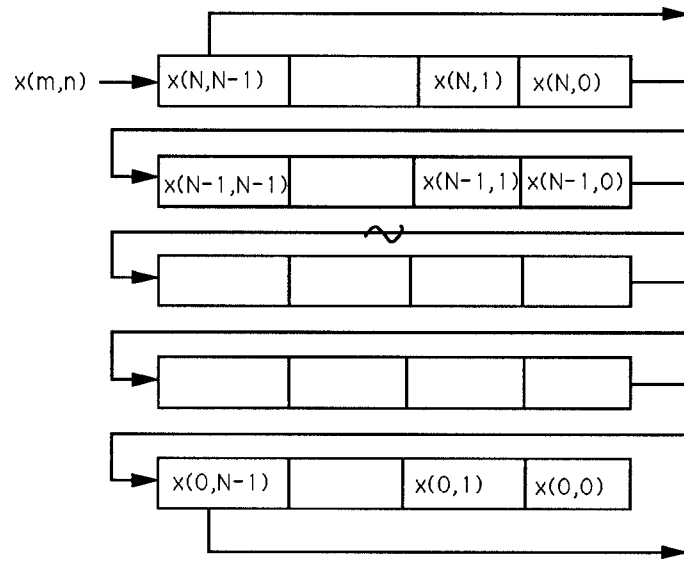 x(m,n) x(N,N-1) x(N,1) x(N,0)
x(N-1,N-1) x(N-1,1) x(N-1,0)
x(0,N-1) x(0,1) x(0,0)